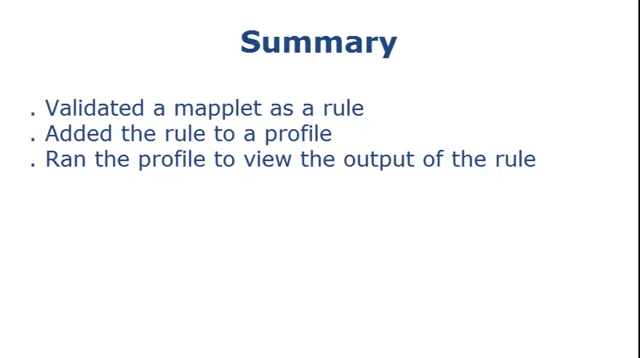 Summary
. Validated a mapplet as a rule
. Added the rule to a profile
. Ran the profile to view the output of the rule